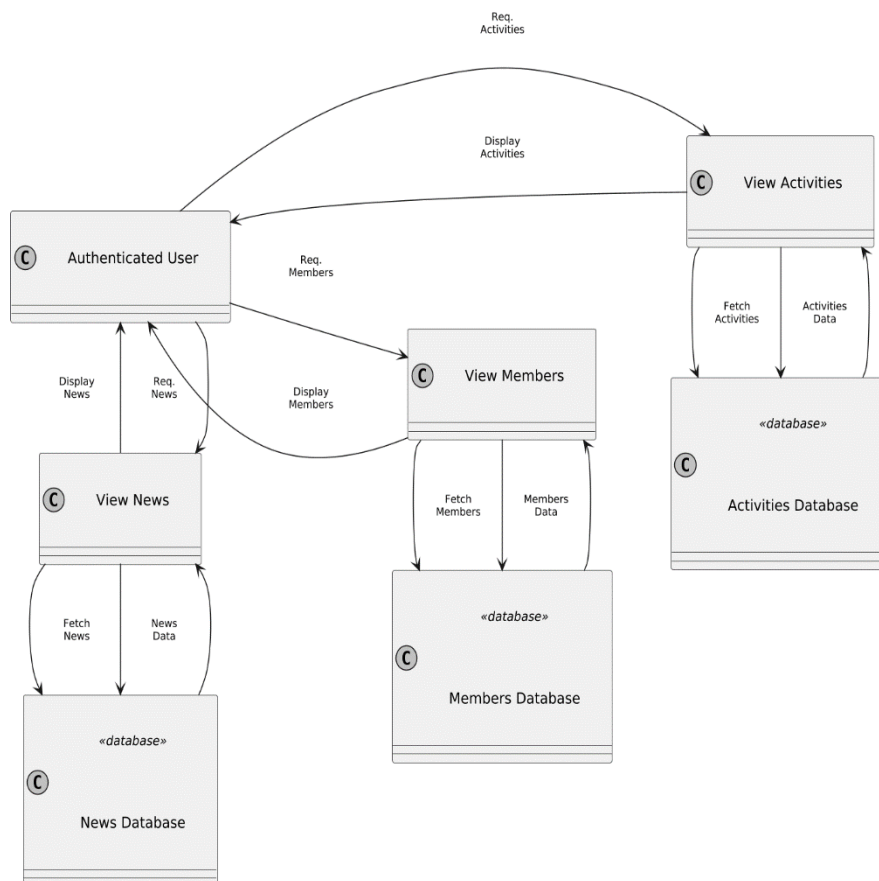 Req.
Activities
Display
Activities
C
View Activities
C
Authenticated User
Req.
Members
Fetch
Activities
Activities
Data
C
View Members
Display
News
Req.
News
Display
Members
«database»
C
Activities Database
C
View News
Fetch
Members
Members
Data
«database»
C
Members Database
Fetch
News
News
Data
«database»
C
News Database